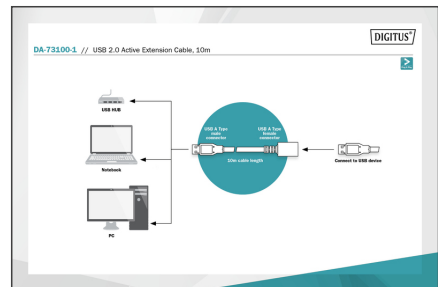 DIGITUS®
DA-73100-1 // USB 2.0 Active Extension Cable, 10m
USB HUB
USB A Type
male
connector
USB A Type
female
connector
10m cable length
Connect to USB device
Notebook
PC